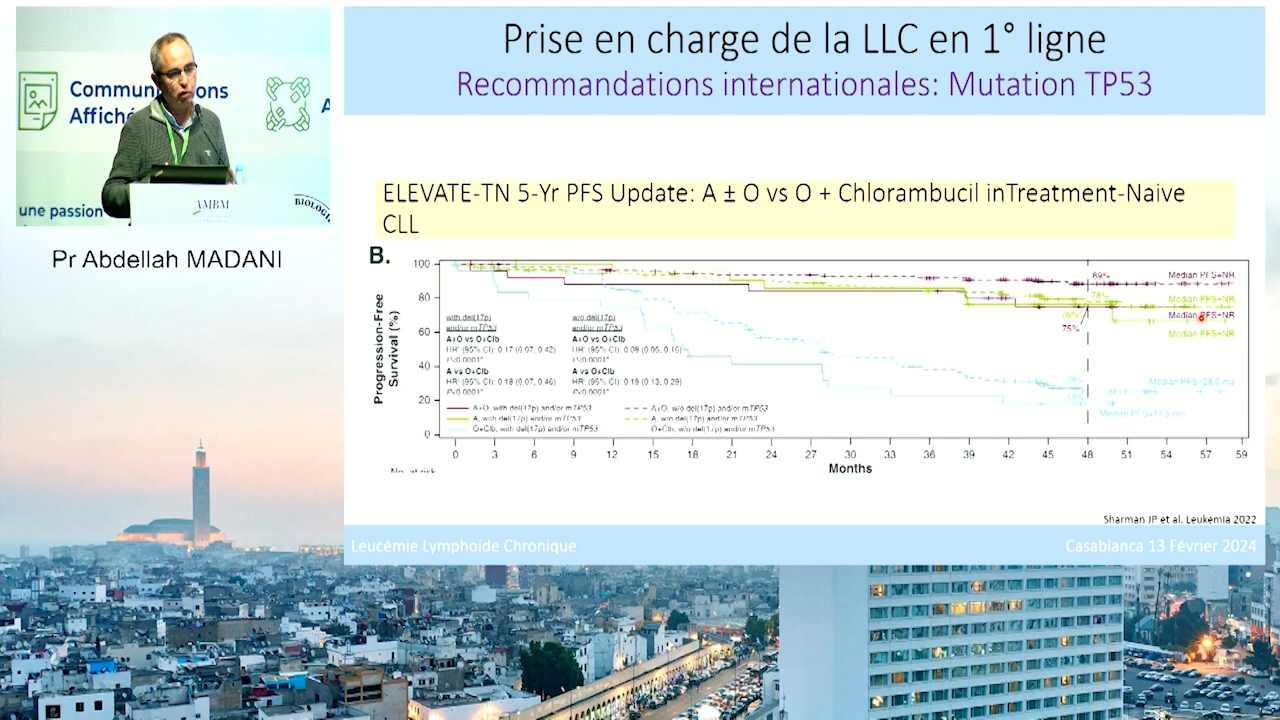 Prise en charge de la LLC en 1° ligne
Recommandations internationales: Mutation TP53
Communications
Affiché
A
une passion
AMBM
BIOLOGI
Pr Abdellah MADANI
ELEVATE-TN 5-Yr PFS Update: A ± O vs O + Chlorambucil inTreatment-Naive
CLL
B.
Progression-Free
Survival (%)
100
80
60
40
20
0
with del(17p)
and/or mTP53
A+O vs O+Clb
HR* (95% CI): 0.17 (0.07, 0.42)
P<0.0001*
A vs O+Clb
HR* (95% CI): 0.18 (0.07, 0.46)
P<0.0001*
w/o del(17p)
and/or mTP53
A+O vs O+Clb
HR* (95% CI): 0.09 (0.05, 0.16)
P<0.0001*
A vs O+Clb
HR* (95% CI): 0.19 (0.13, 0.29)
P<0.0001*
A+O, with del(17p) and/or mTP53
A, with del(17p) and/or mTP53
O+Clb, with del(17p) and/or mTP53
A+O, w/o del(17p) and/or mTP53
A, w/o del(17p) and/or mTP53
O+Clb, w/o del(17p) and/or mTP53
89%
78%
76%
75%
26%
18%
Median PFS=NR
Median PFS=NR
Median PFS=NR
Median PFS=NR
Median PFS=28.0 mo
Median PFS=17.5 mo
0 3 6 9 12 15 18 21 24 27 30 33 36 39 42 45 48 51 54 57 59
Months
No. at risk
Sharman JP et al. Leukemia 2022
Leucémie Lymphoïde Chronique
Casablanca 13 Février 2024